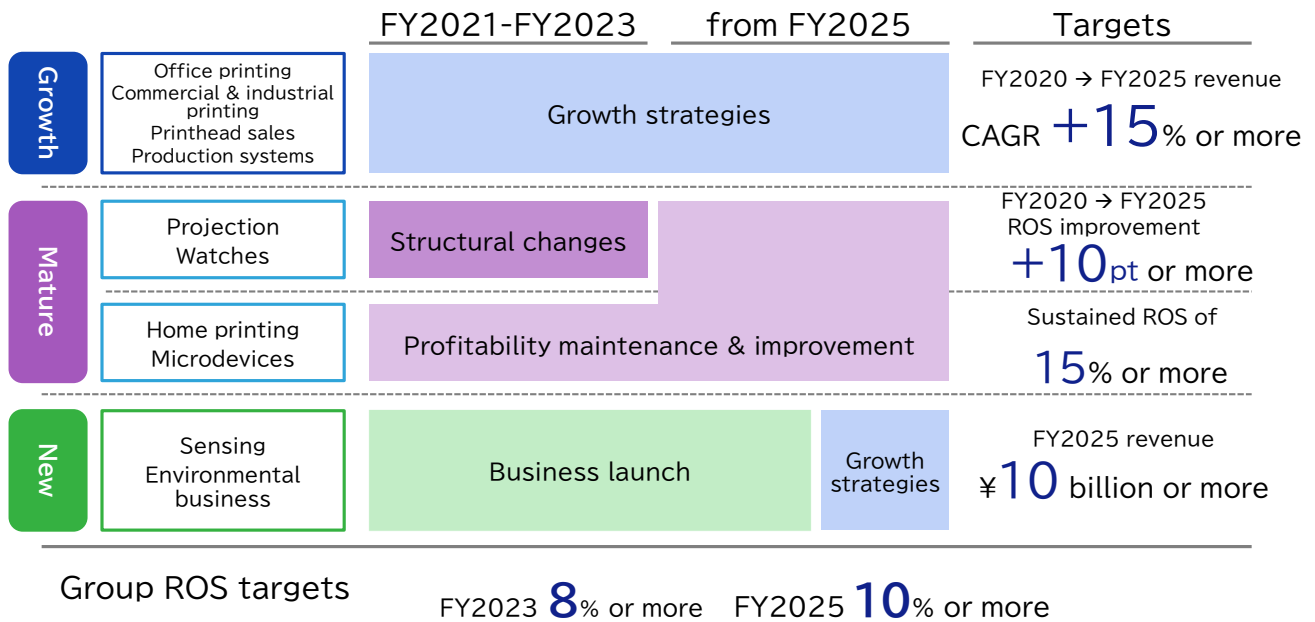 FY2021-FY2023
from FY2025
Targets
Growth
Office printing
Commercial & industrial
printing
Printhead sales
Production systems
Growth strategies
FY2020 → FY2025 revenue
CAGR +15% or more
Mature
Projection
Watches
Structural changes
FY2020 → FY2025
ROS improvement
+10pt or more
Home printing
Microdevices
Profitability maintenance & improvement
Sustained ROS of
15% or more
New
Sensing
Environmental
business
Business launch
Growth
strategies
FY2025 revenue
¥10 billion or more
Group ROS targets
FY2023 8% or more
FY2025 10% or more